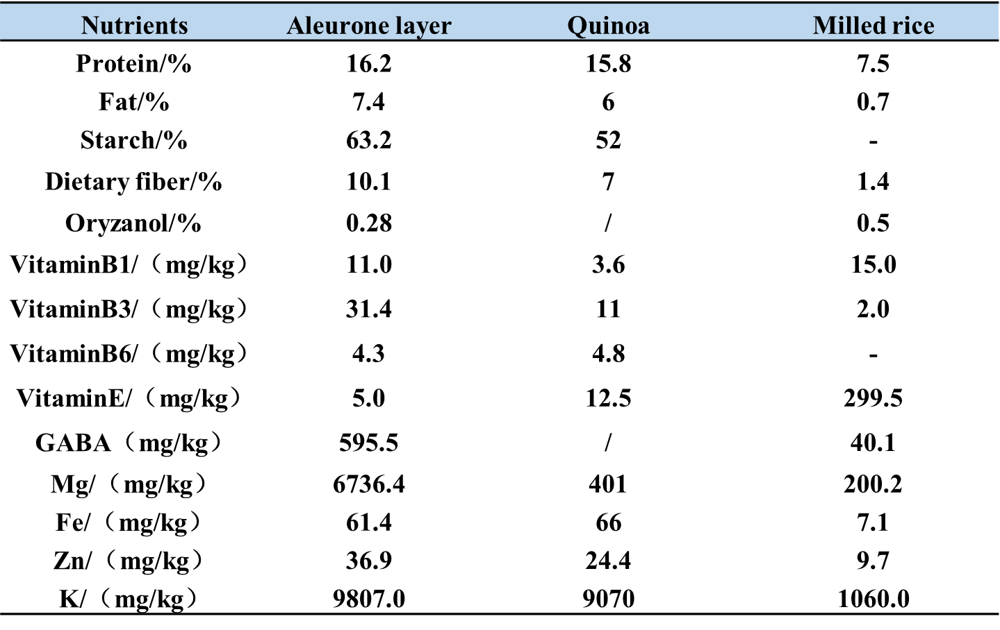 Nutrients Aleurone layer Quinoa Milled rice
Protein/% 16.2 15.8 7.5
Fat/% 7.4 6 0.7
Starch/% 63.2 52 -
Dietary fiber/% 10.1 7 1.4
Oryzanol/% 0.28 / 0.5
VitaminB1/（mg/kg） 11.0 3.6 15.0
VitaminB3/（mg/kg） 31.4 11 2.0
VitaminB6/（mg/kg） 4.3 4.8 -
VitaminE/（mg/kg） 5.0 12.5 299.5
GABA（mg/kg） 595.5 / 40.1
Mg/（mg/kg） 6736.4 401 200.2
Fe/（mg/kg） 61.4 66 7.1
Zn/（mg/kg） 36.9 24.4 9.7
K/（mg/kg） 9807.0 9070 1060.0